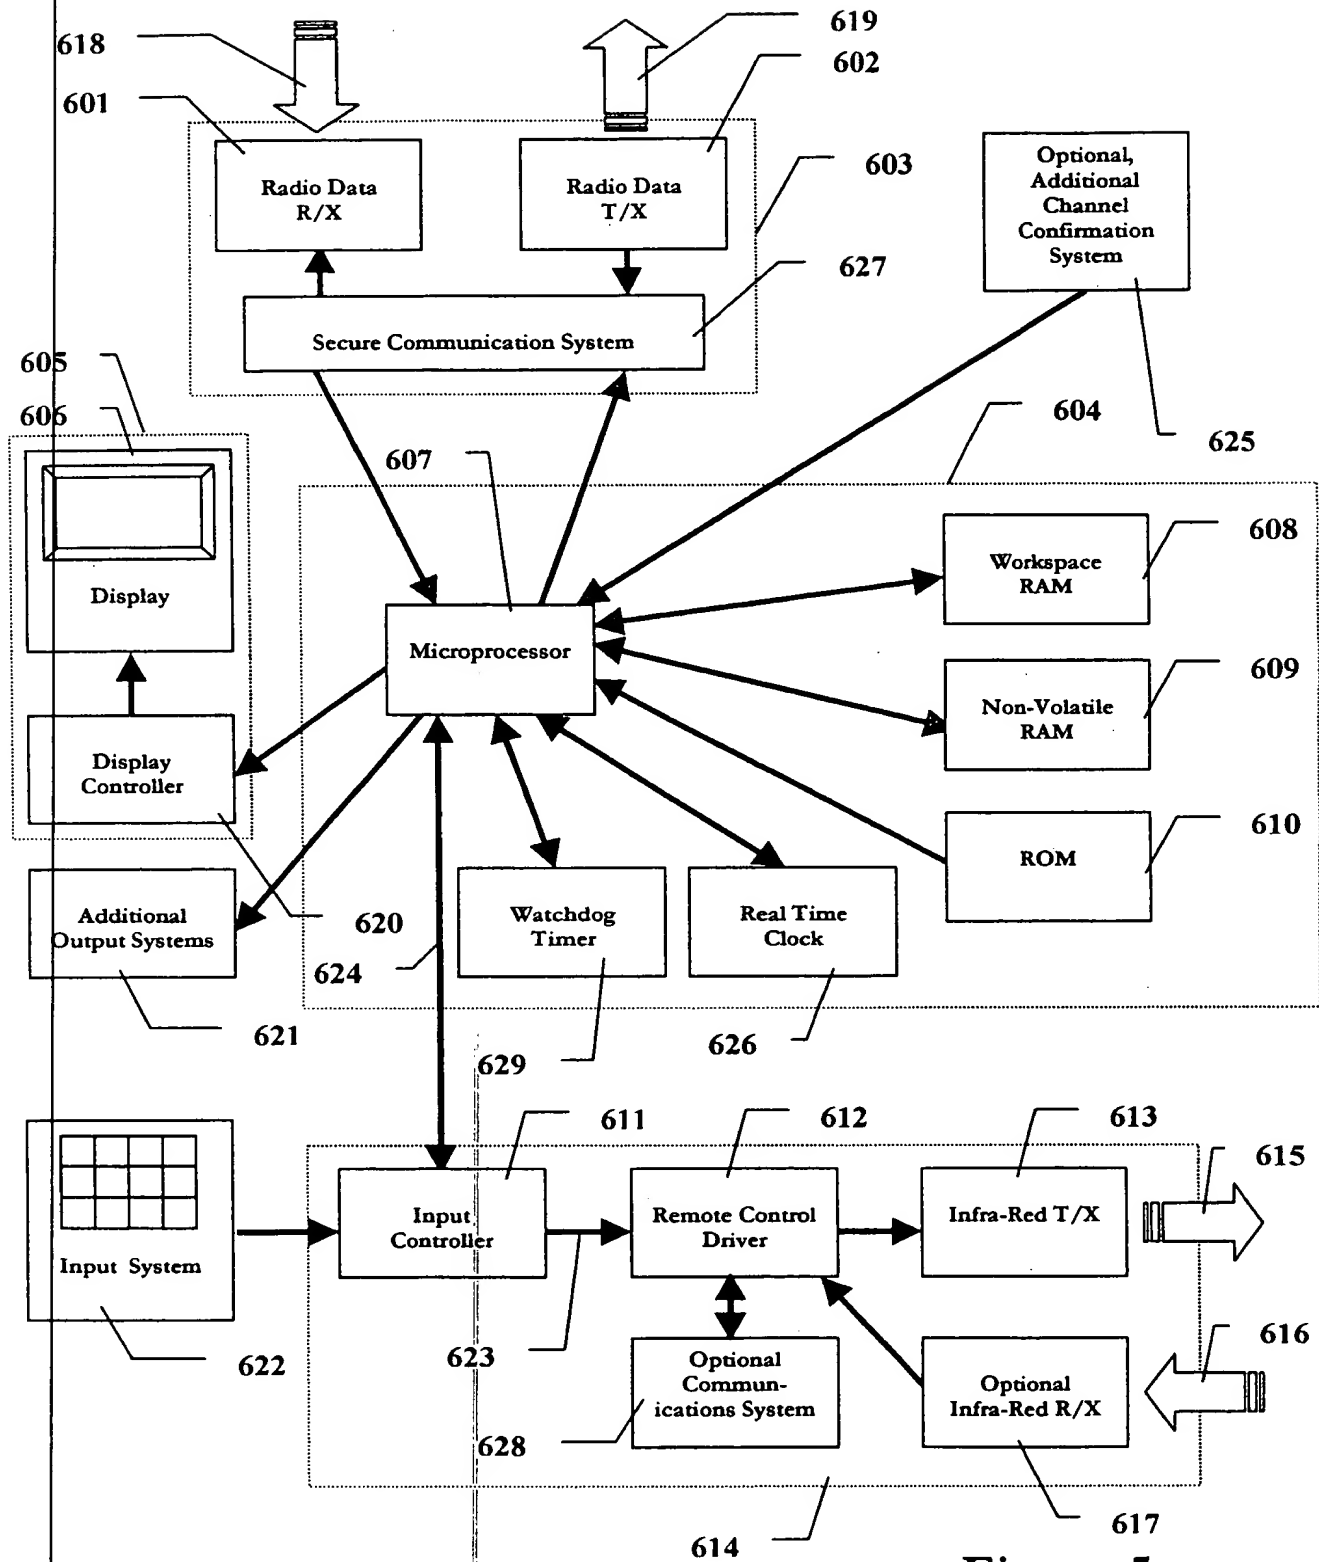 618
619
602
601
Radio Data
R/X
Radio Data
T/X
603
Optional,
Additional
Channel
Confirmation
System
627
Secure Communication System
605
606
604
625
607
Display
608
Workspace
RAM
Microprocessor
609
Non-Volatile
RAM
Display
Controller
610
ROM
Additional
Output Systems
620
624
Watchdog
Timer
Real Time
Clock
621
629
626
611
612
613
615
Input System
Input
Controller
Remote Control
Driver
Infra-Red T/X
622
623
616
Optional
Commun-
ications System
Optional
Infra-Red R/X
628
614
617
Figure 5